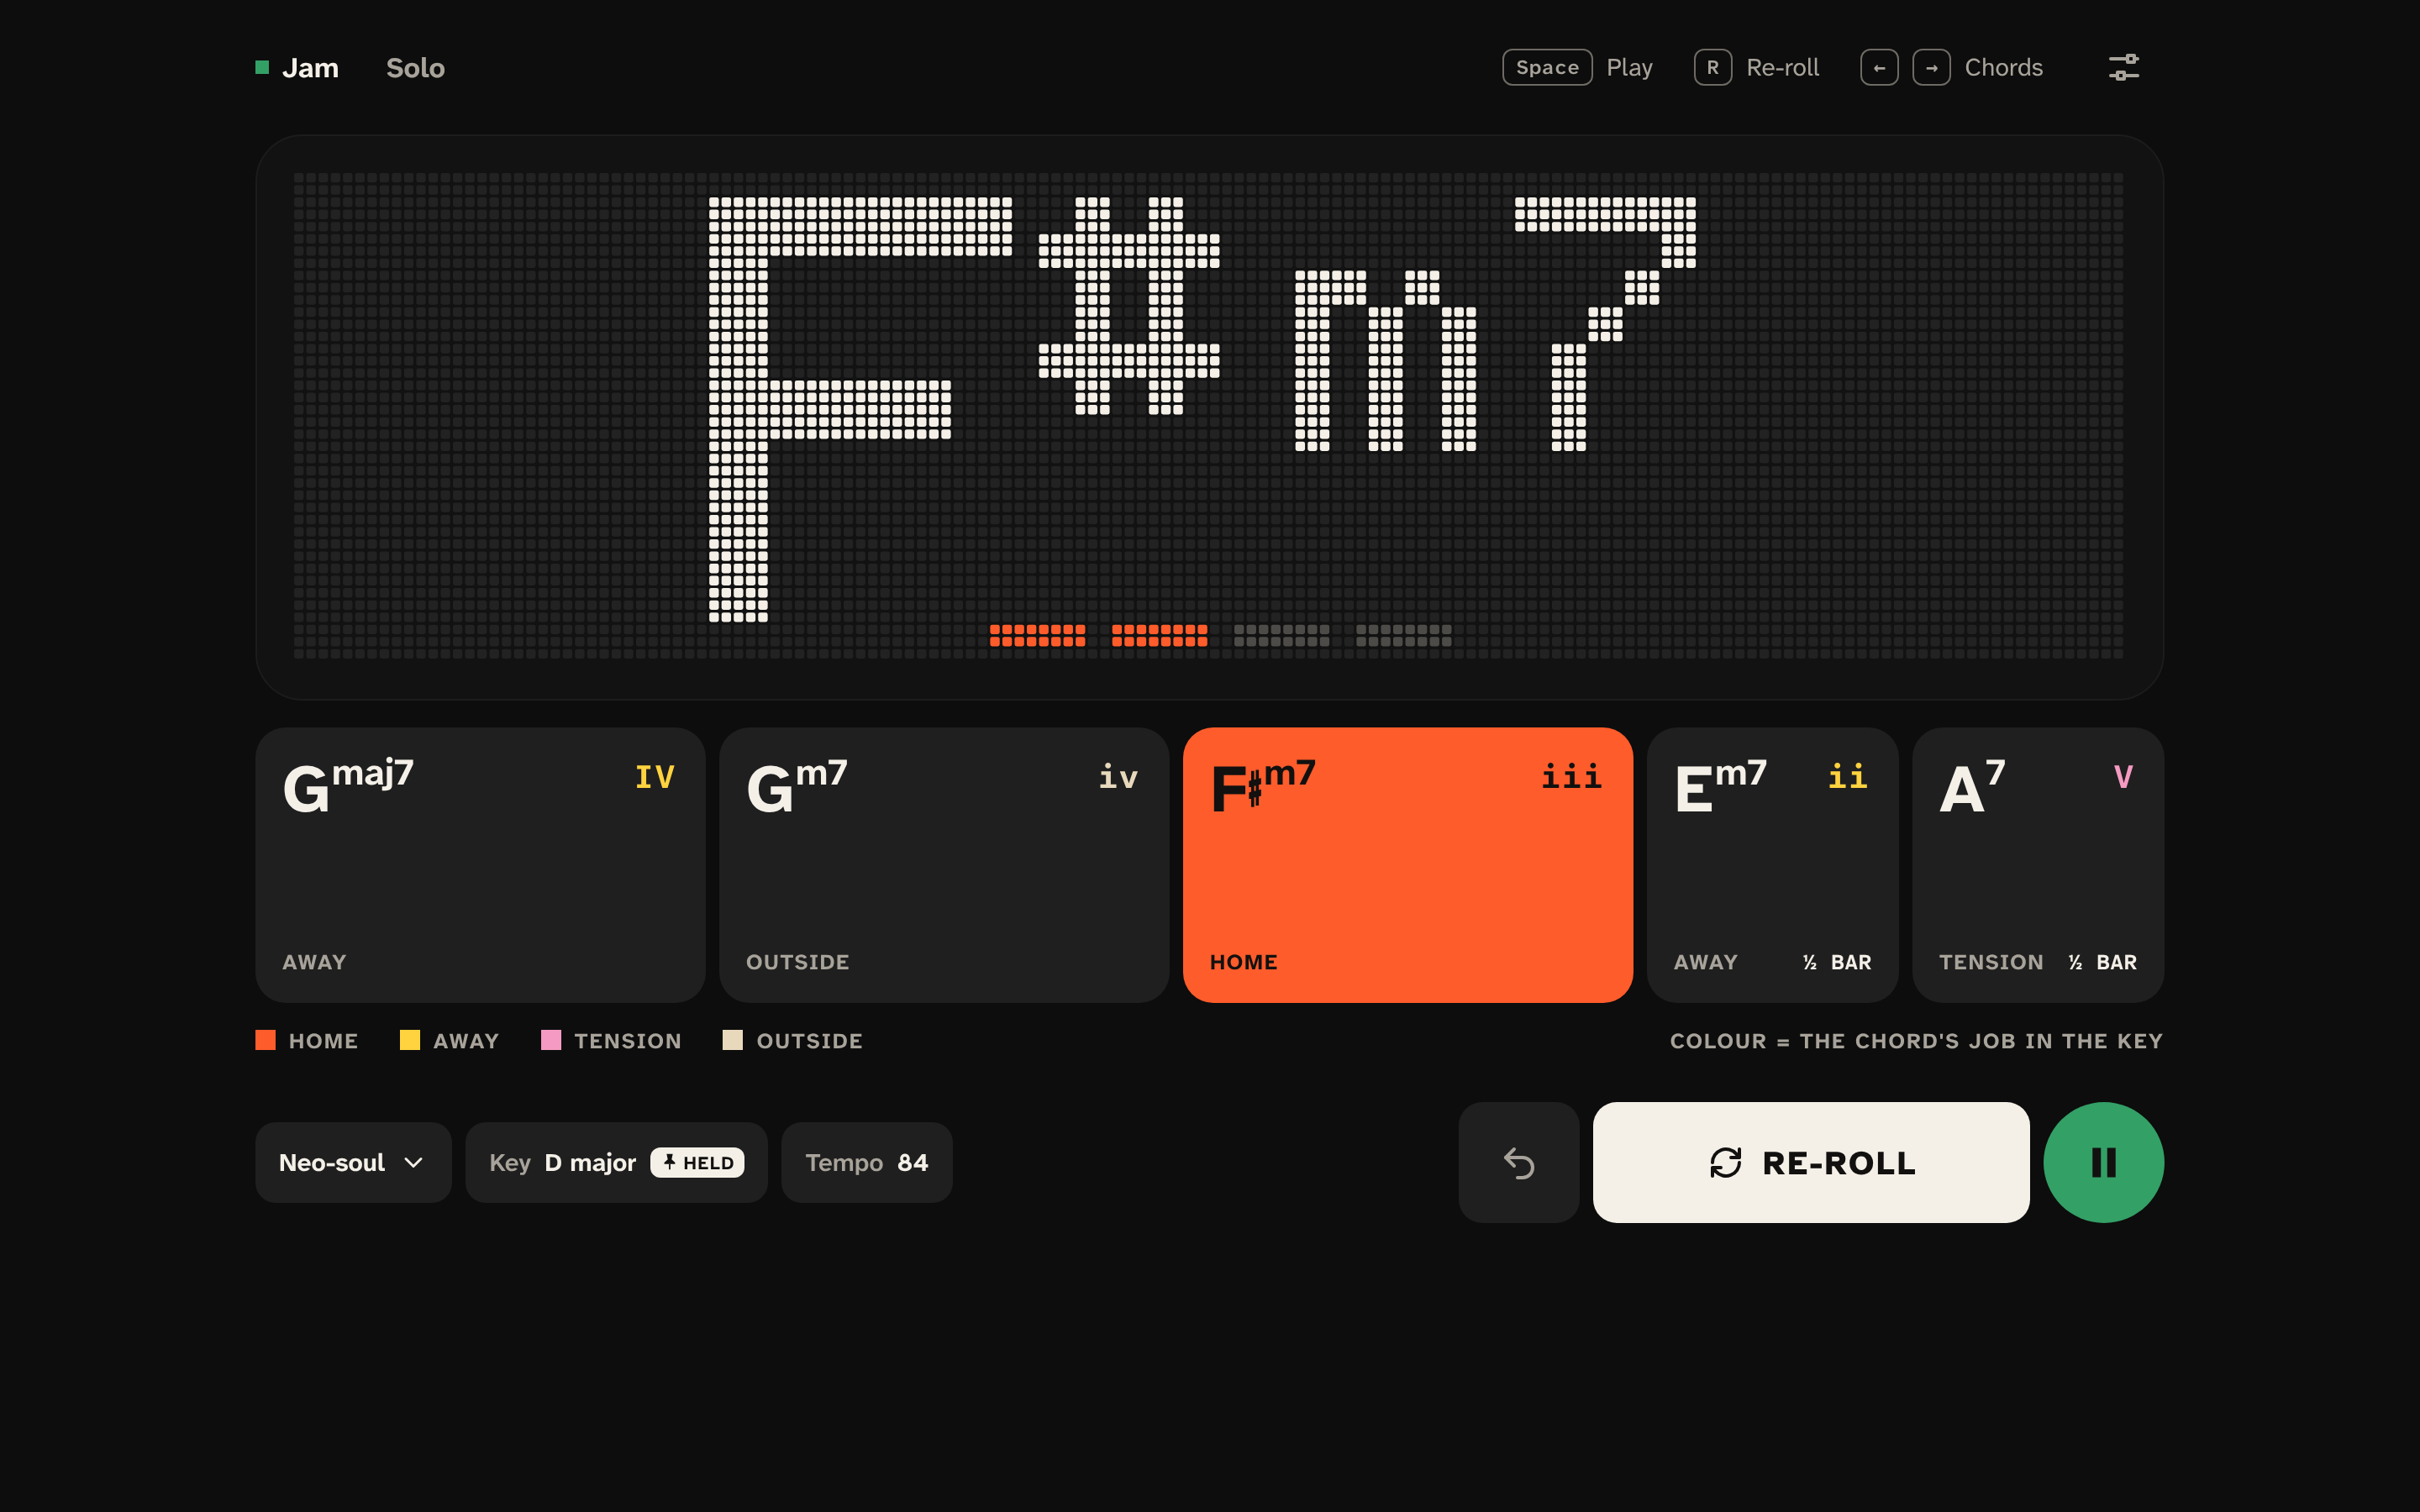 Jam Solo Space Play R Re-roll ← → Chords
F#m7
Gmaj7 IV Gm7 iv F♯m7 iii Em7 ii A7 V
AWAY OUTSIDE HOME AWAY ½ BAR TENSION ½ BAR
HOME AWAY TENSION OUTSIDE COLOUR = THE CHORD'S JOB IN THE KEY
Neo-soul Key D major HELD Tempo 84 RE-ROLL